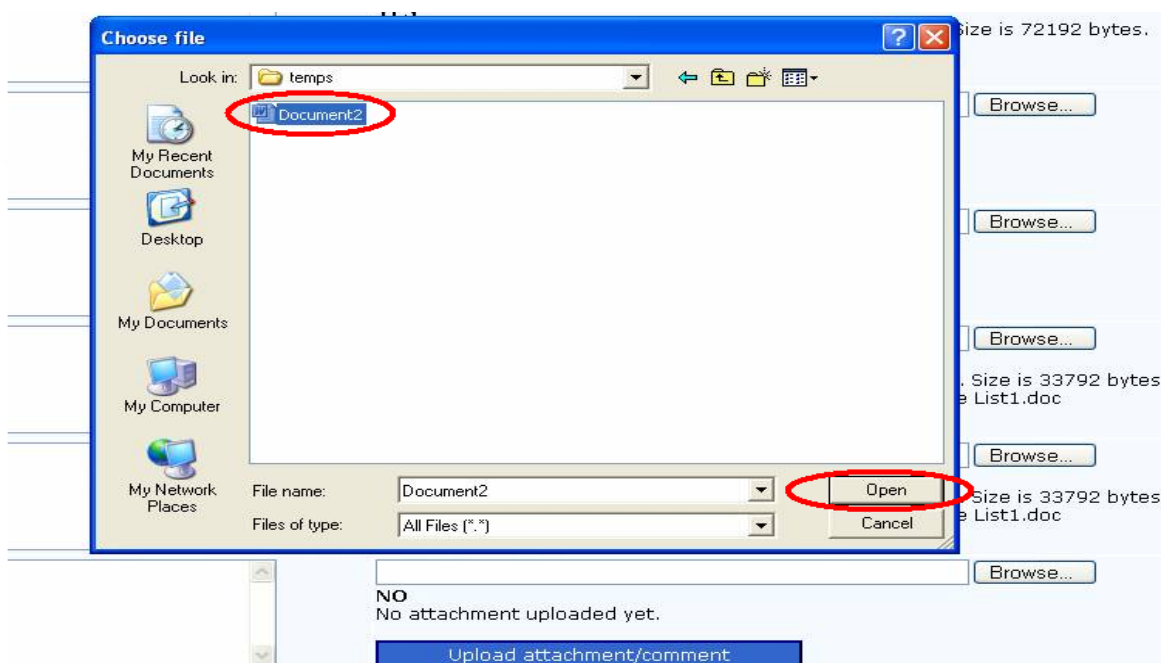 Choose file
Size is 72192 bytes.
Look in: temps
Document2
Browse...
My Recent
Documents
Browse...
Desktop
My Documents
Browse...
. Size is 33792 bytes
List1.doc
My Computer
Browse...
My Network
Places
File name: Document2 Open
Size is 33792 bytes
List1.doc
Files of type: All Files (*.*) Cancel
Browse...
NO
No attachment uploaded yet.
Upload attachment/comment